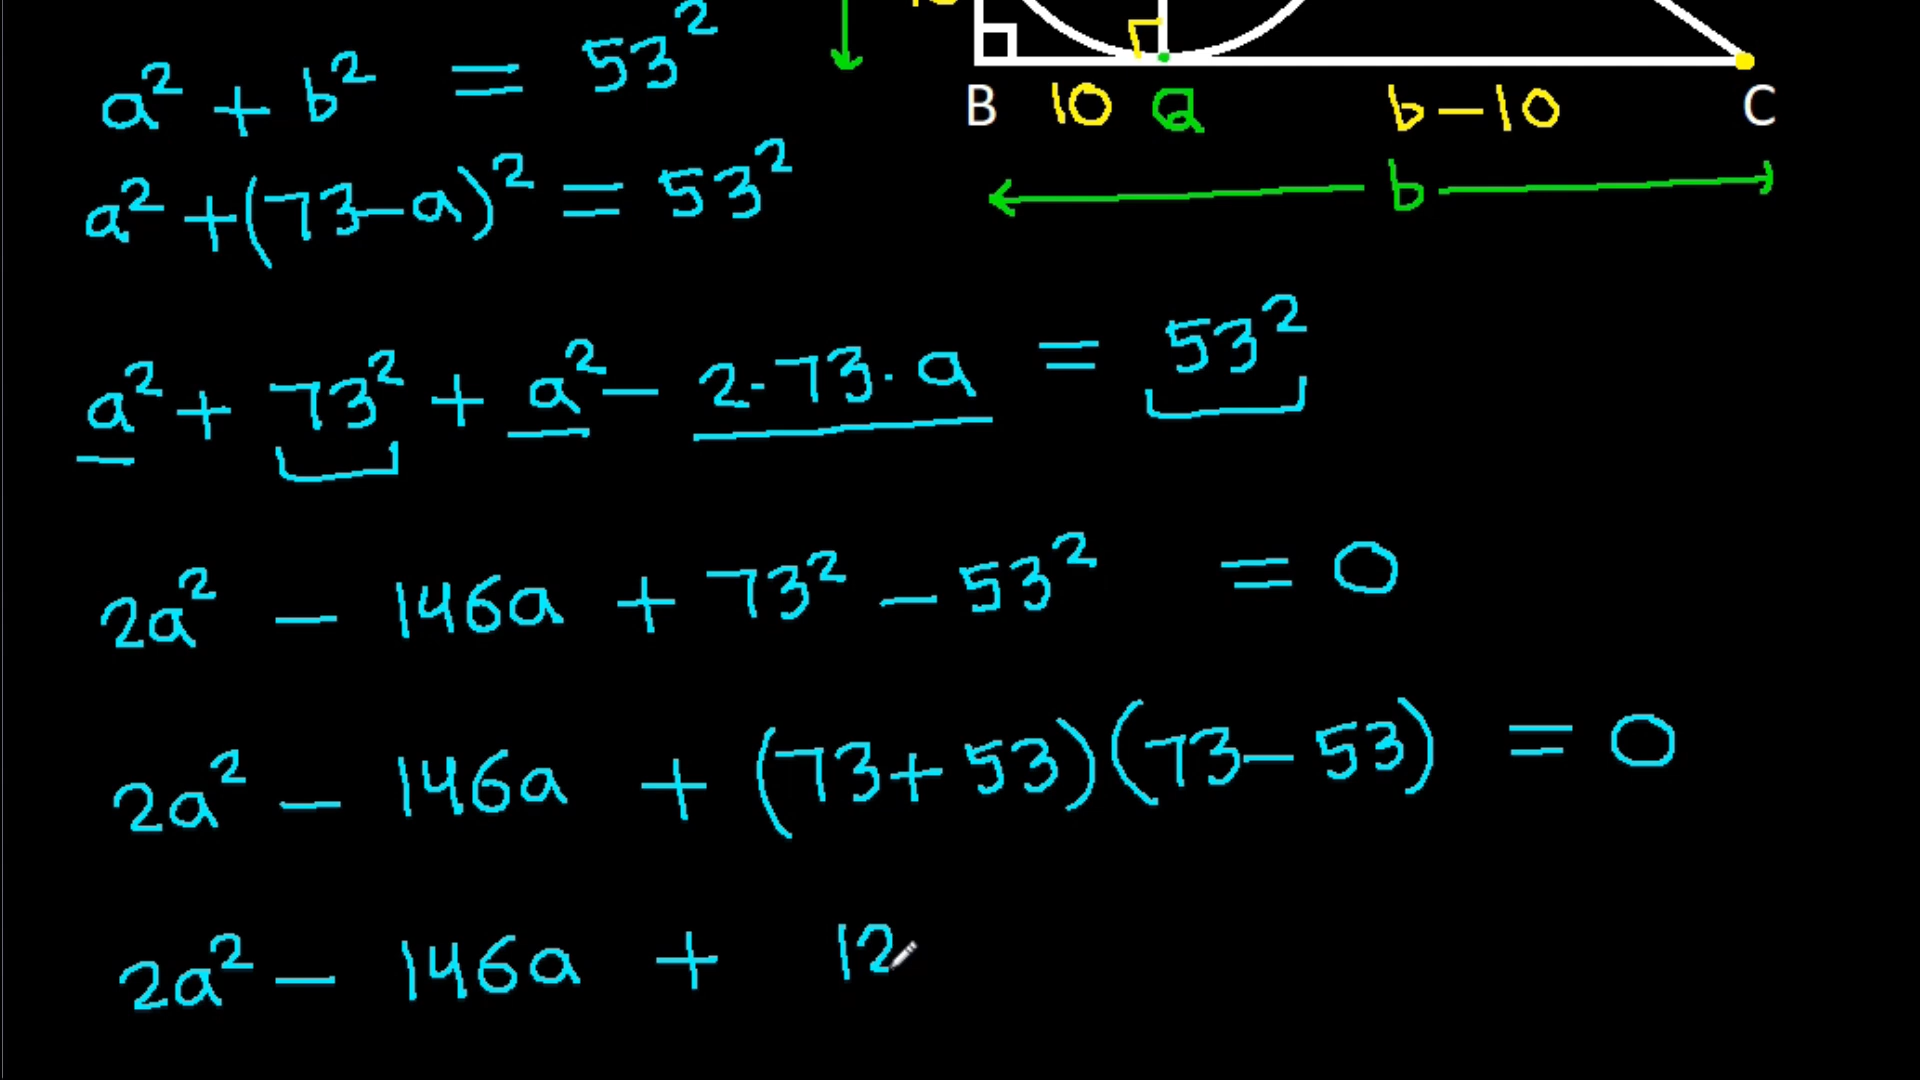 a² + b² = 53²
B 10 Q b - 10 C
a² + (73 - a)² = 53²
b
a² + 73² + a² - 2 · 73 · a = 53²
2a² - 146a + 73² - 53² = 0
2a² - 146a + (73 + 53)(73 - 53) = 0
2a² - 146a + 12